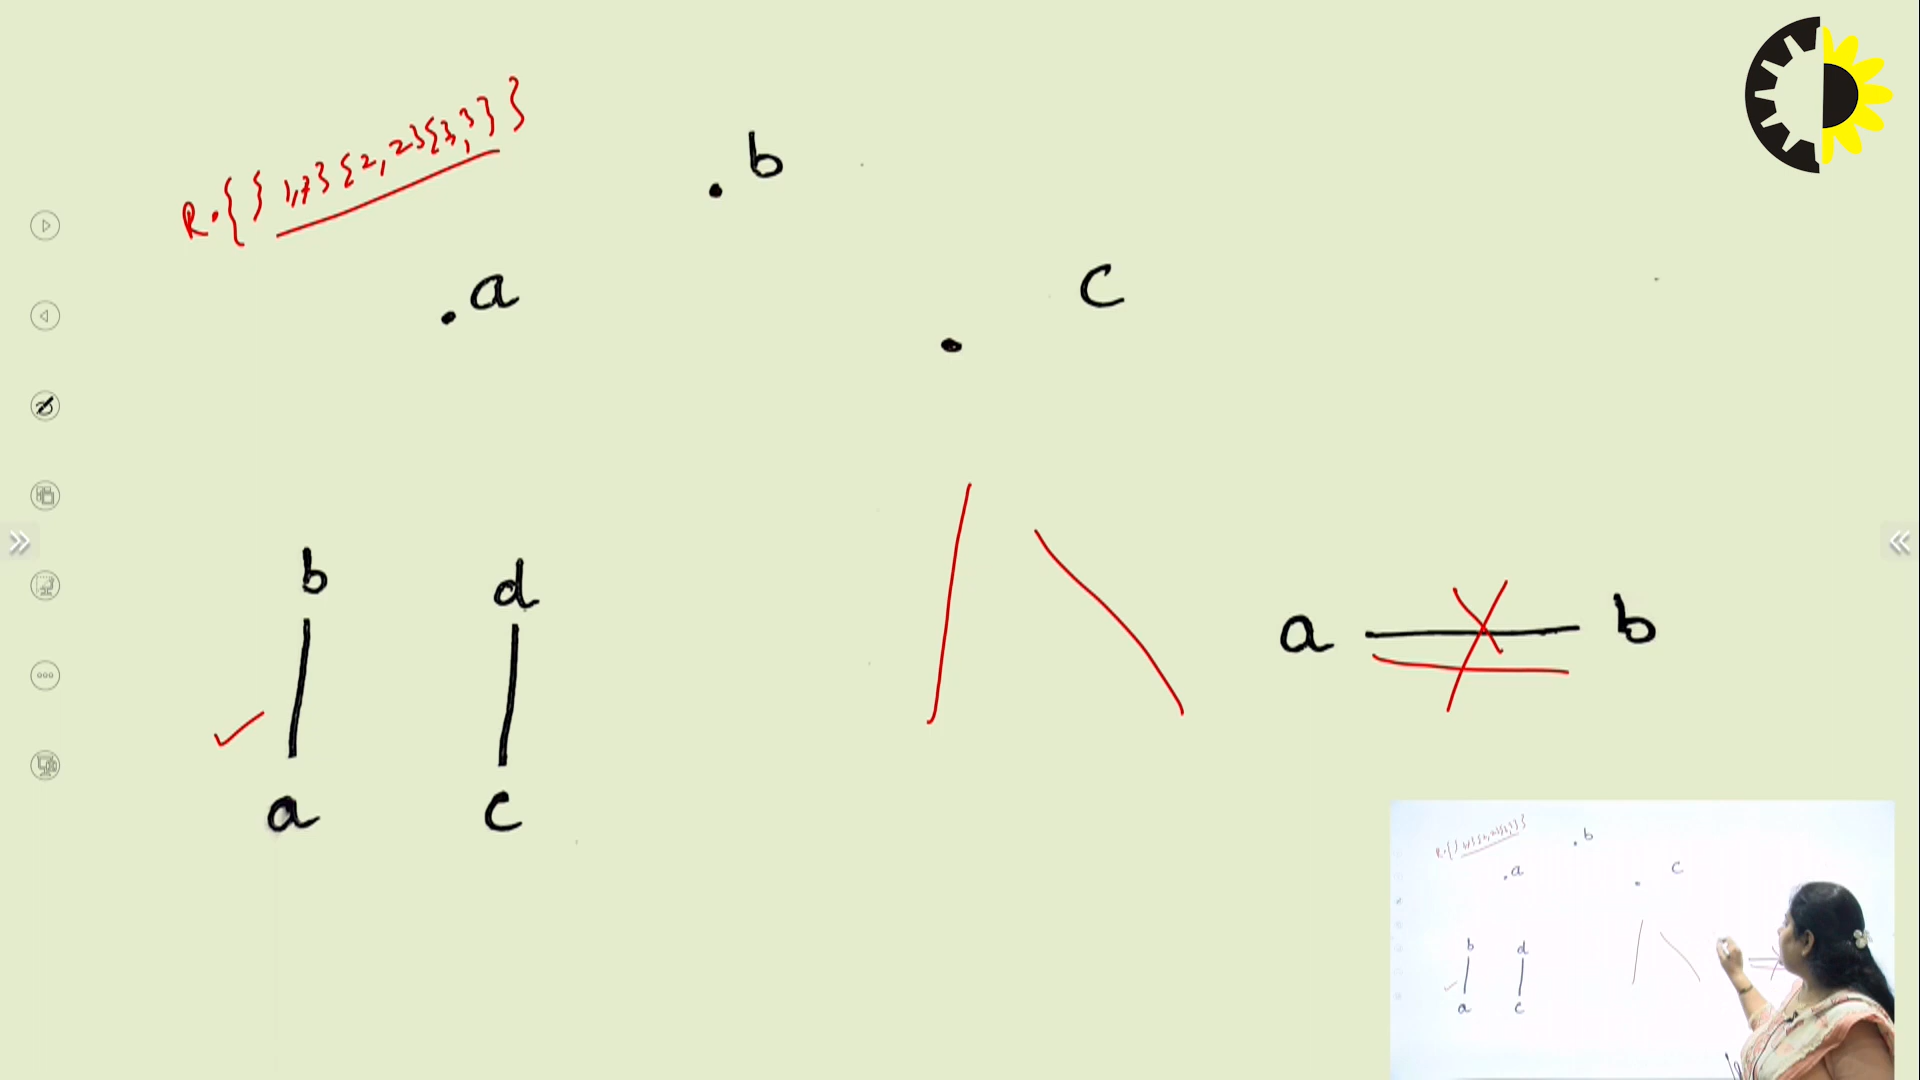 R.{} 1,1}{2,2}{3,3}}
. b
. a
c
.
b d
a b
a c